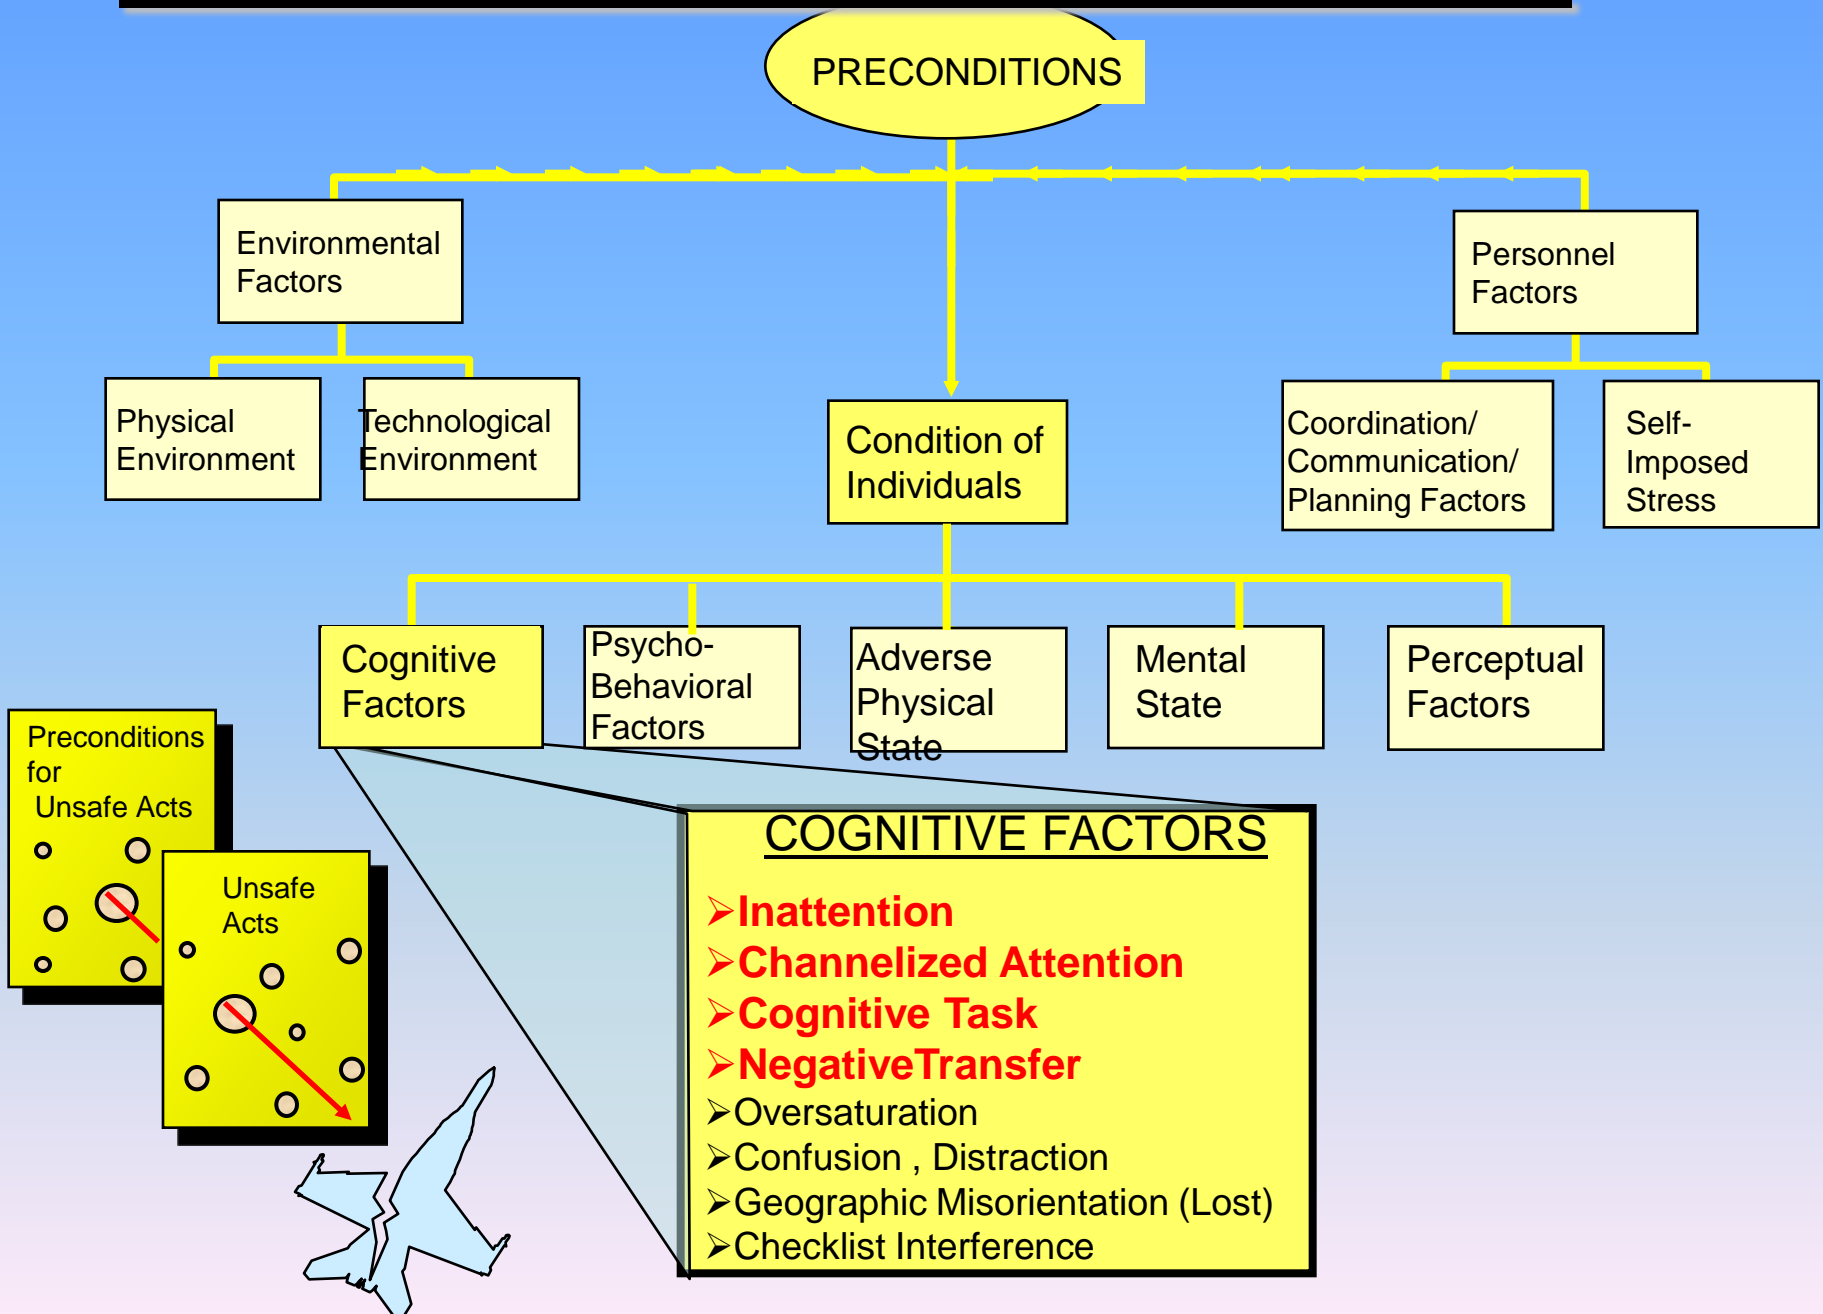 PRECONDITIONS
Environmental
Factors
Personnel
Factors
Physical
Environment
Technological
Environment
Condition of
Individuals
Coordination/
Communication/
Planning Factors
Self-
Imposed
Stress
Cognitive
Factors
Psycho-
Behavioral
Factors
Adverse
Physical
State
Mental
State
Perceptual
Factors
Preconditions
for
Unsafe Acts
Unsafe
Acts
COGNITIVE FACTORS
➢Inattention
➢Channelized Attention
➢Cognitive Task
➢NegativeTransfer
➢Oversaturation
➢Confusion , Distraction
➢Geographic Misorientation (Lost)
➢Checklist Interference